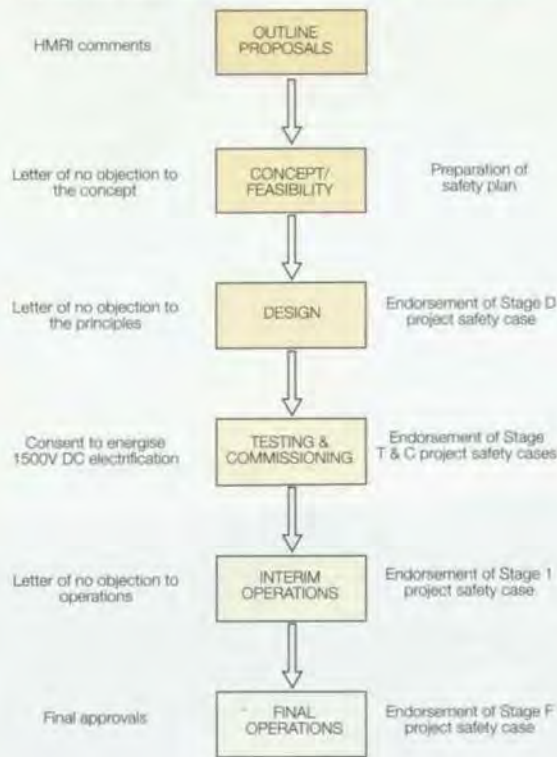 HMRI comments
OUTLINE
PROPOSALS
Letter of no objection to
the concept
CONCEPT/
FEASIBILITY
Preparation of
safety plan
Letter of no objection to
the principles
DESIGN
Endorsement of Stage D
project safety case
Consent to energise
1500V DC electrification
TESTING &
COMMISSIONING
Endorsement of Stage
T & C project safety cases
Letter of no objection to
operations
INTERIM
OPERATIONS
Endorsement of Stage 1
project safety case
Final approvals
FINAL
OPERATIONS
Endorsement of Stage F
project safety case